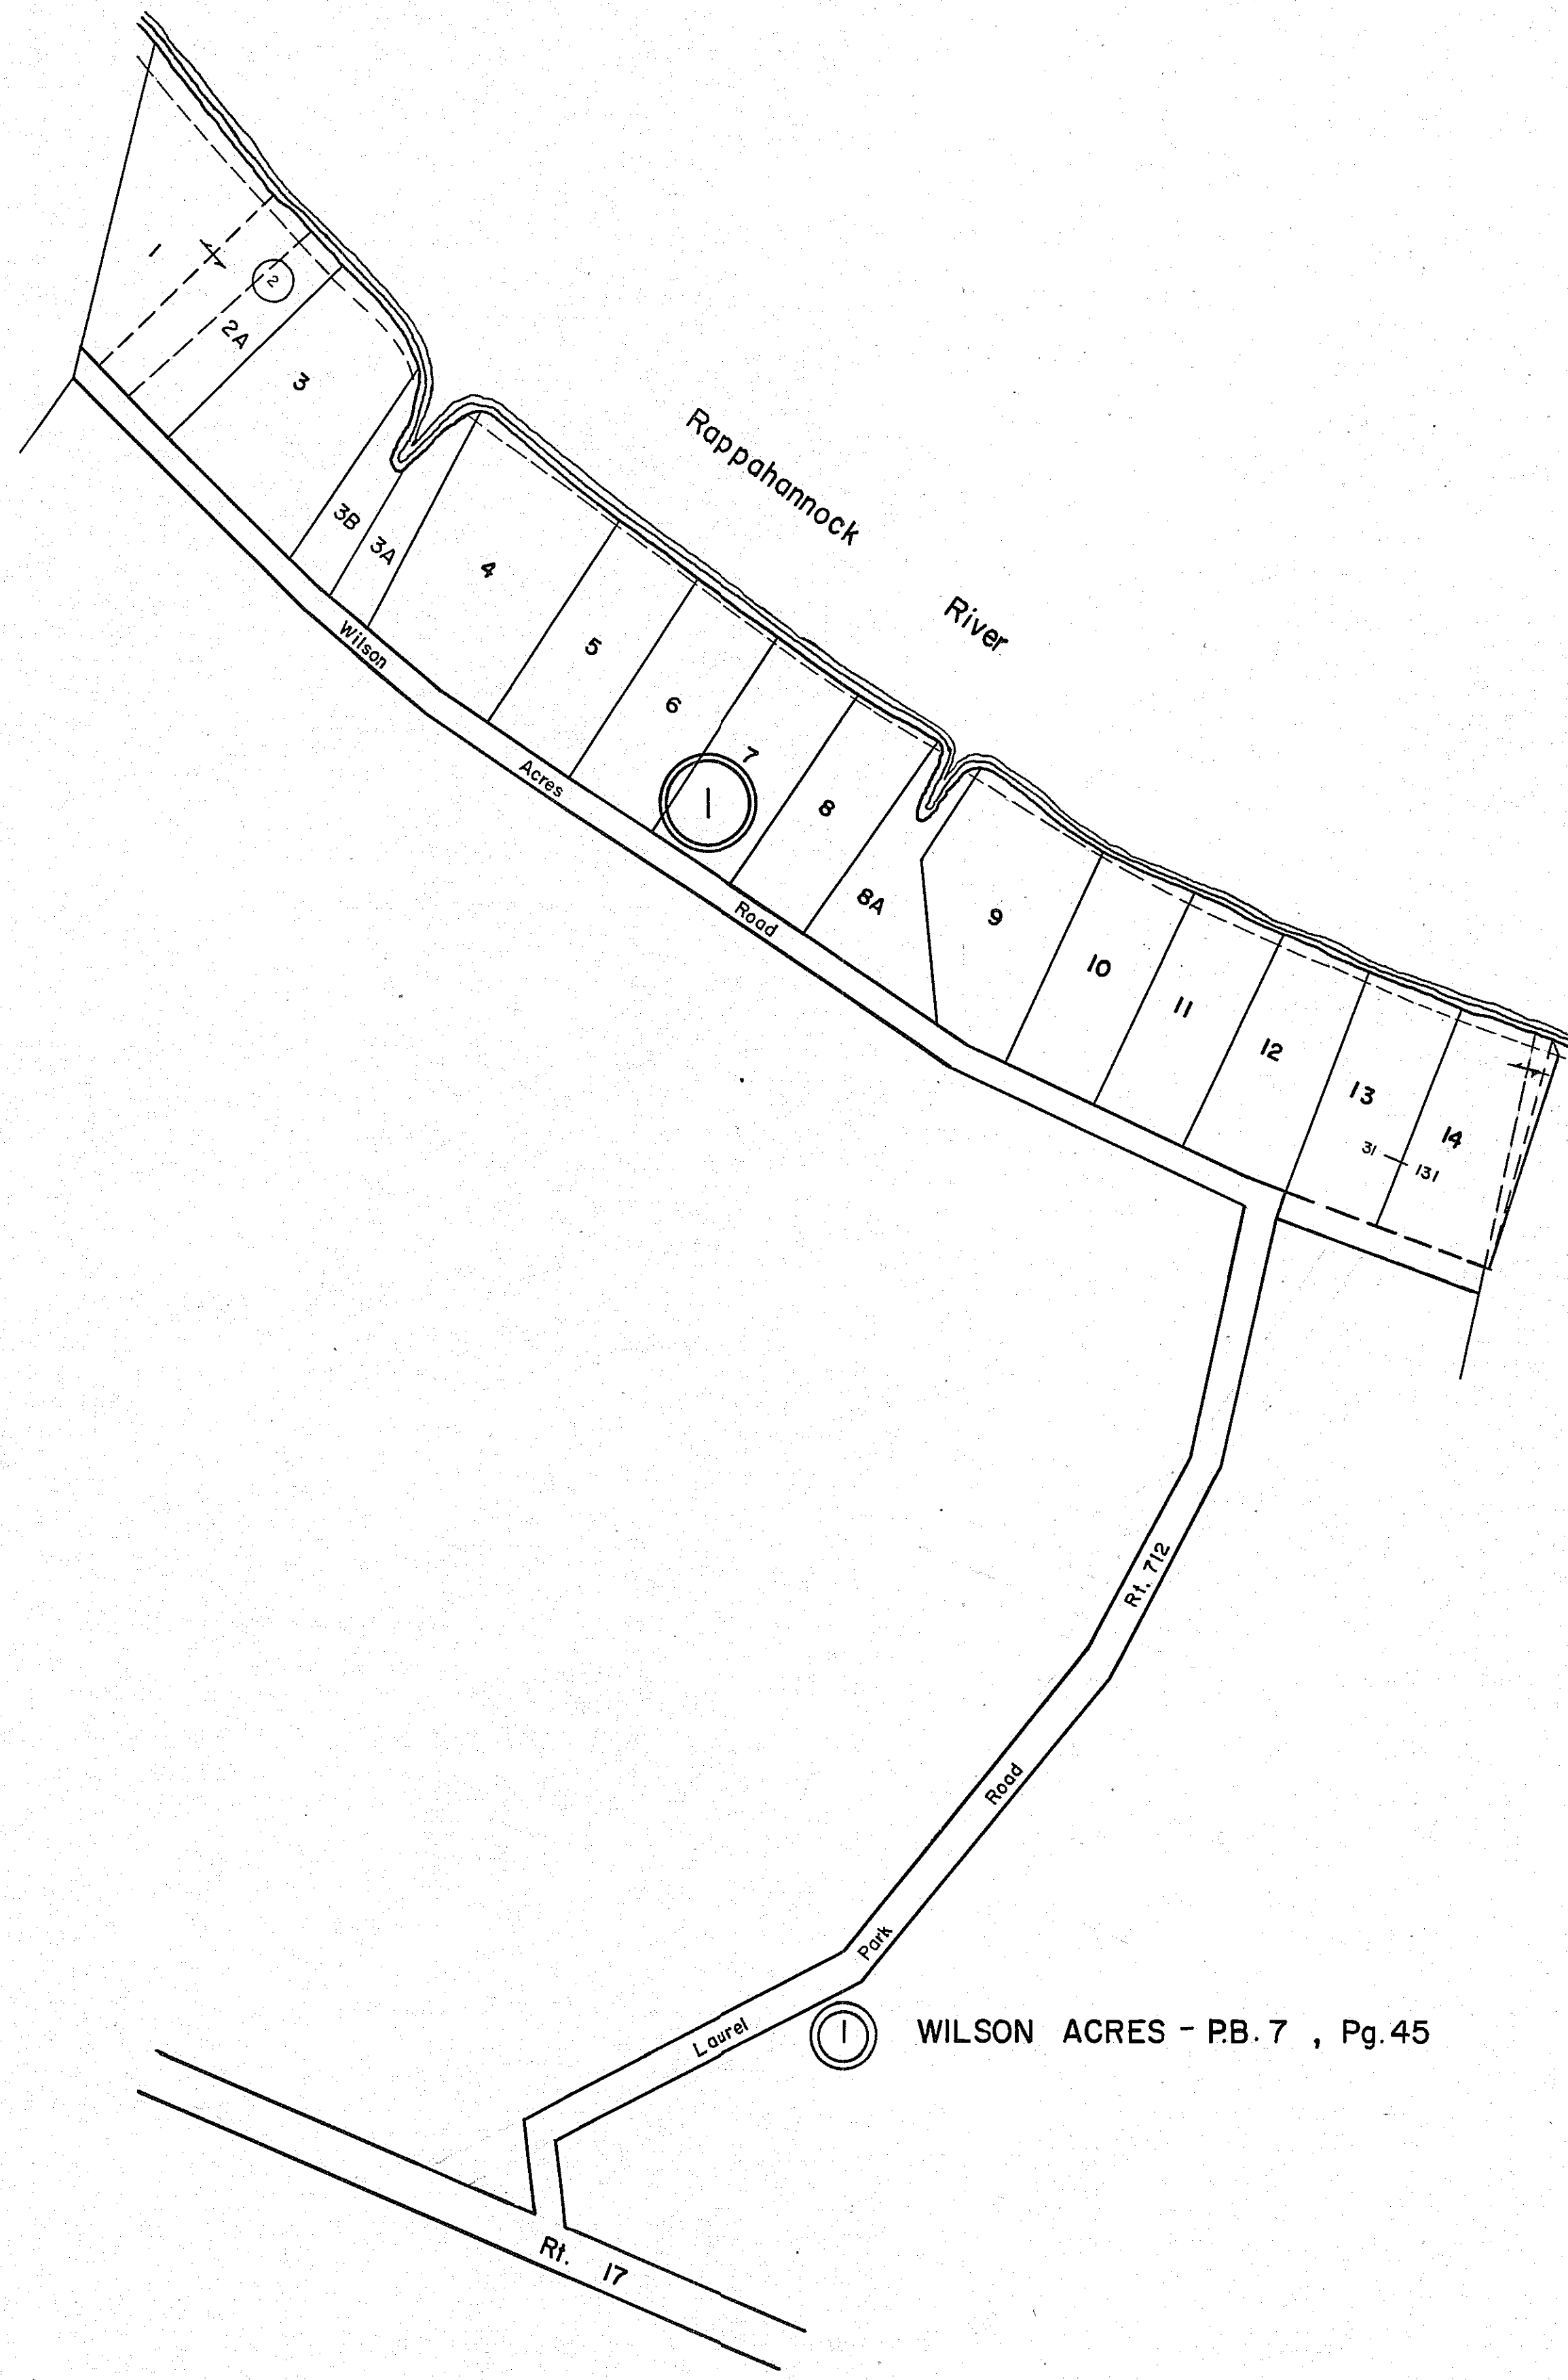 1
2
2A
3
3B
3A
4
Rappahannock
River
Wilson
5
6
Acres
7
1
8
Road
8A
9
10
11
12
13
14
31
131
Rt. 712
Road
Park
Laurel
1 WILSON ACRES - P.B. 7 , Pg. 45
Rt. 17